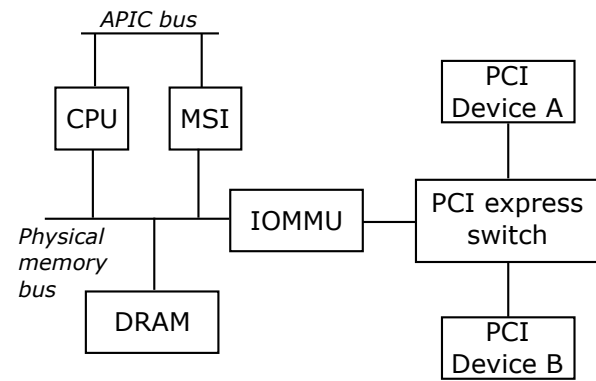 APIC bus
CPU
MSI
PCI
Device A
IOMMU
PCI express
switch
Physical
memory
bus
DRAM
PCI
Device B